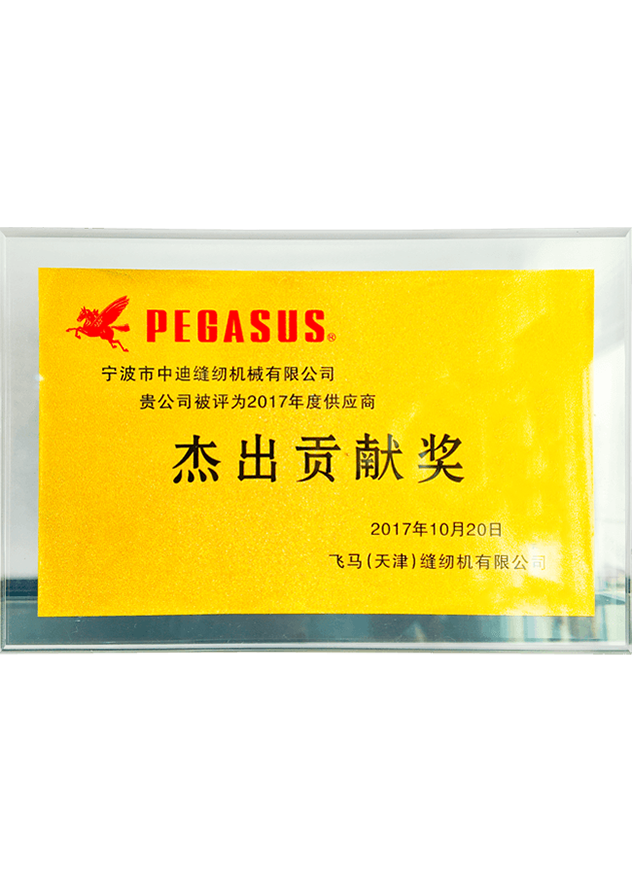 PEGASUS®
宁波市中迪缝纫机械有限公司
贵公司被评为2017年度供应商
杰出贡献奖
2017年10月20日
飞马(天津)缝纫机有限公司